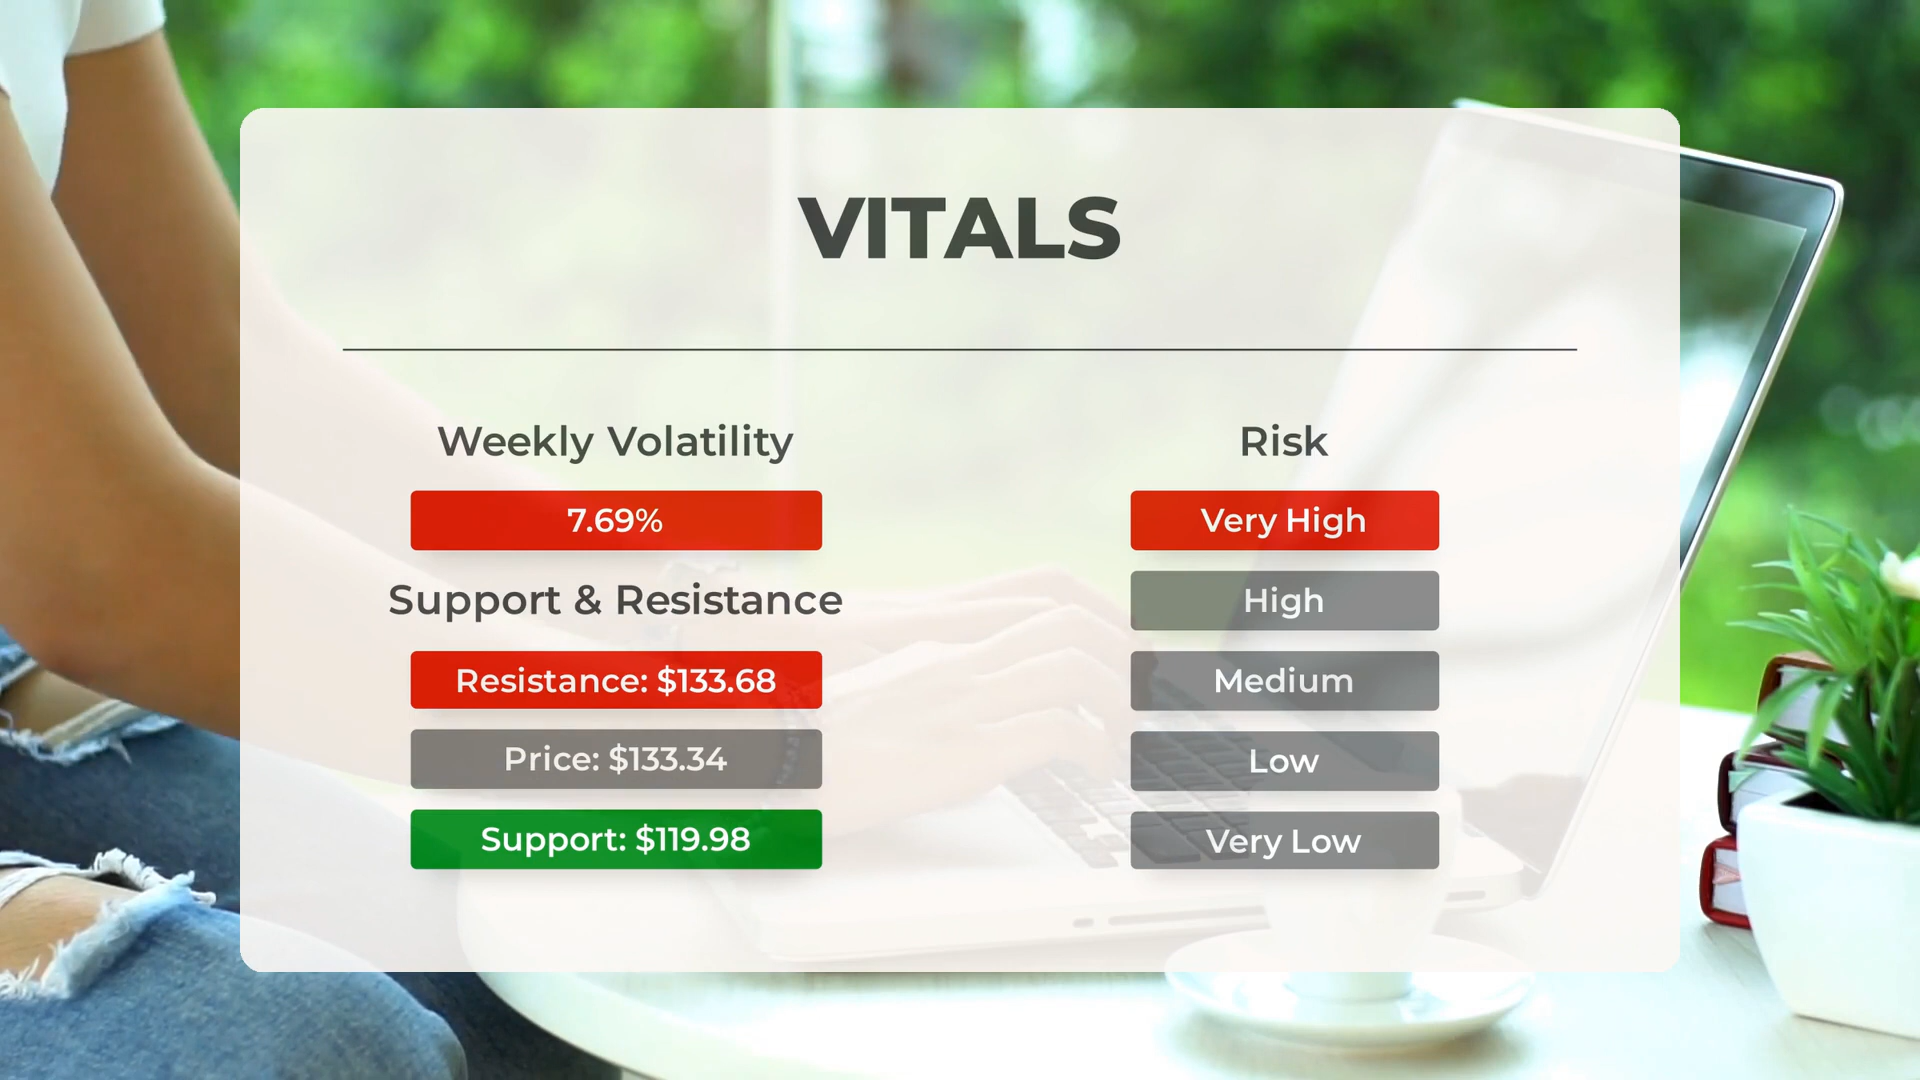 VITALS
Weekly Volatility
7.69%
Support & Resistance
Resistance: $133.68
Price: $133.34
Support: $119.98
Risk
Very High
High
Medium
Low
Very Low